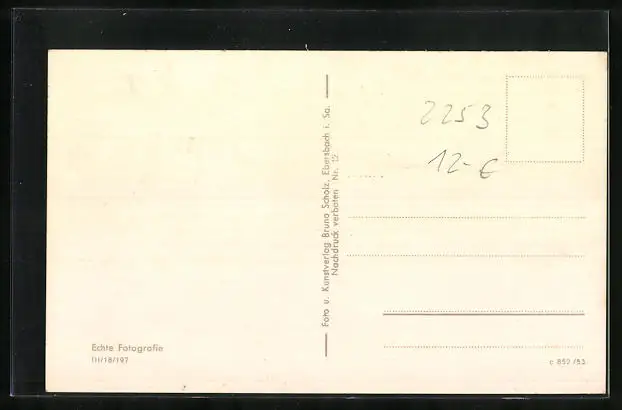 Echte Fotografie
III/18/197
Foto u. Kunstverlag Bruno Scholz, Ebersbach i. Sa.
Nachdruck verboten Nr. 12
2253
12-€
c 852/53